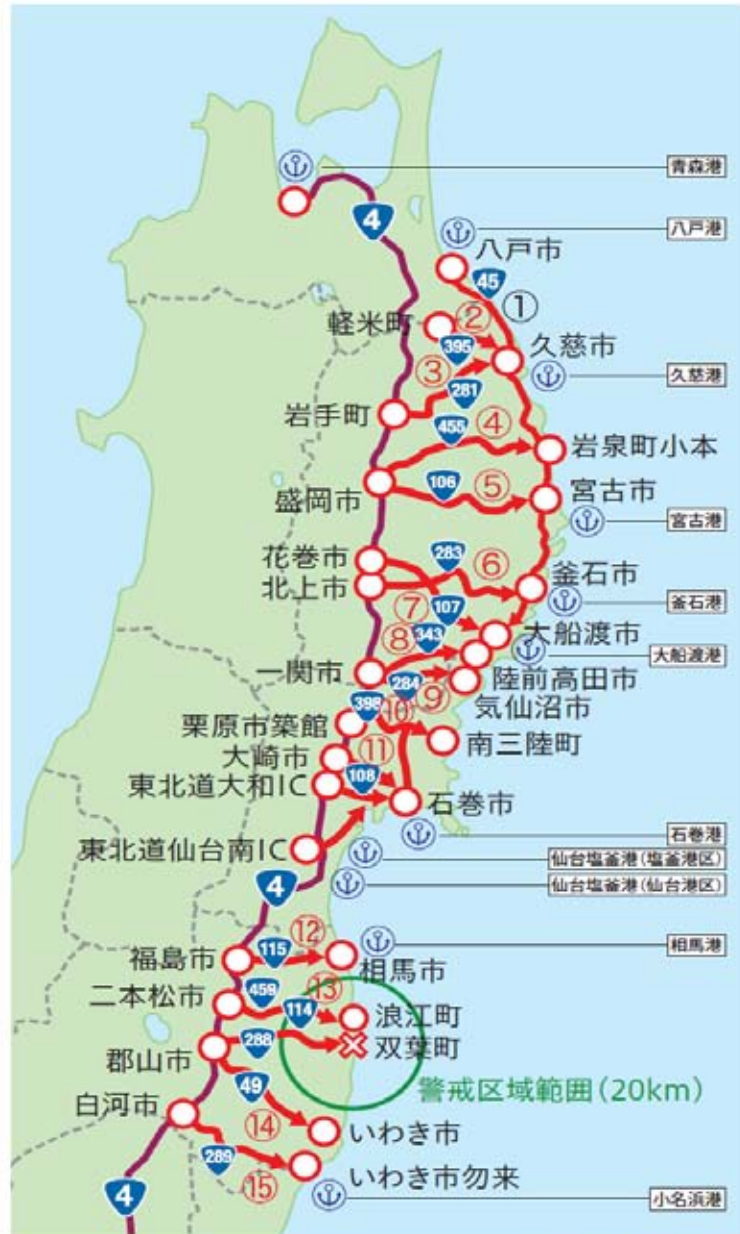 青森港
4
八戸港
八戸市
45
①
軽米町
②
395
久慈市
③
久慈港
281
岩手町
455
④
岩泉町小本
盛岡市
106
⑤
宮古市
宮古港
花巻市
283
⑥
北上市
釜石市
釜石港
⑦
107
大船渡市
⑧
343
大船渡港
一関市
284
⑨
陸前高田市
398
⑩
気仙沼市
栗原市築館
南三陸町
大崎市
⑪
東北道大和IC
108
石巻市
石巻港
東北道仙台南IC
仙台塩釜港(塩釜港区)
仙台塩釜港(仙台港区)
4
⑫
相馬港
福島市
115
相馬市
二本松市
459
⑬
114
浪江町
288
双葉町
郡山市
49
警戒区域範囲(20km)
白河市
⑭
いわき市
289
⑮
いわき市勿来
4
小名浜港